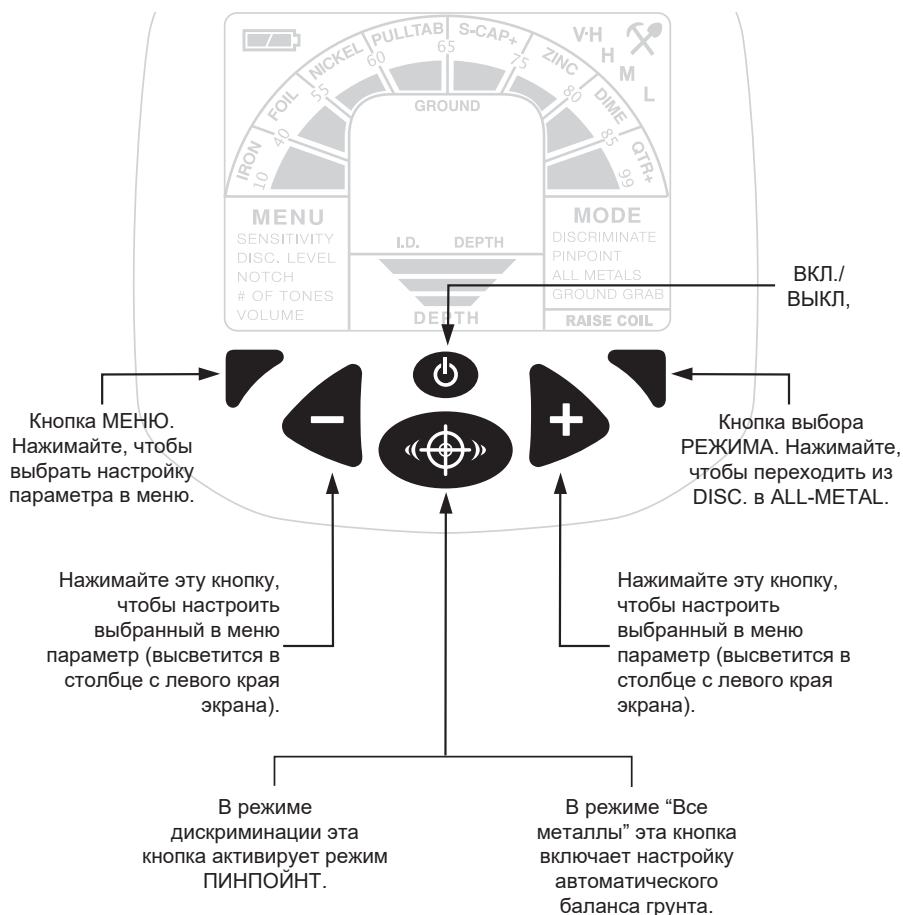 PULLTAB S-CAP+
NICKEL ZINC
FOIL DIME
IRON QTR+
10 40 55 60 65 75 80 85 99
V·H
H
M
L
GROUND
MENU
SENSITIVITY
DISC. LEVEL
NOTCH
# OF TONES
VOLUME
I.D. DEPTH
DEPTH
MODE
DISCRIMINATE
PINPOINT
ALL METALS
GROUND GRAB
RAISE COIL
ВКЛ./
ВЫКЛ,
Кнопка МЕНЮ.
Нажимайте, чтобы
выбрать настройку
параметра в меню.
Кнопка выбора
РЕЖИМА. Нажимайте,
чтобы переходить из
DISC. в ALL-METAL.
Нажимайте эту кнопку,
чтобы настроить
выбранный в меню
параметр (высветится в
столбце с левого края
экрана).
Нажимайте эту кнопку,
чтобы настроить
выбранный в меню
параметр (высветится в
столбце с левого края
экрана).
В режиме
дискриминации эта
кнопка активирует режим
ПИНПОЙНТ.
В режиме “Все
металлы” эта кнопка
включает настройку
автоматического
баланса грунта.